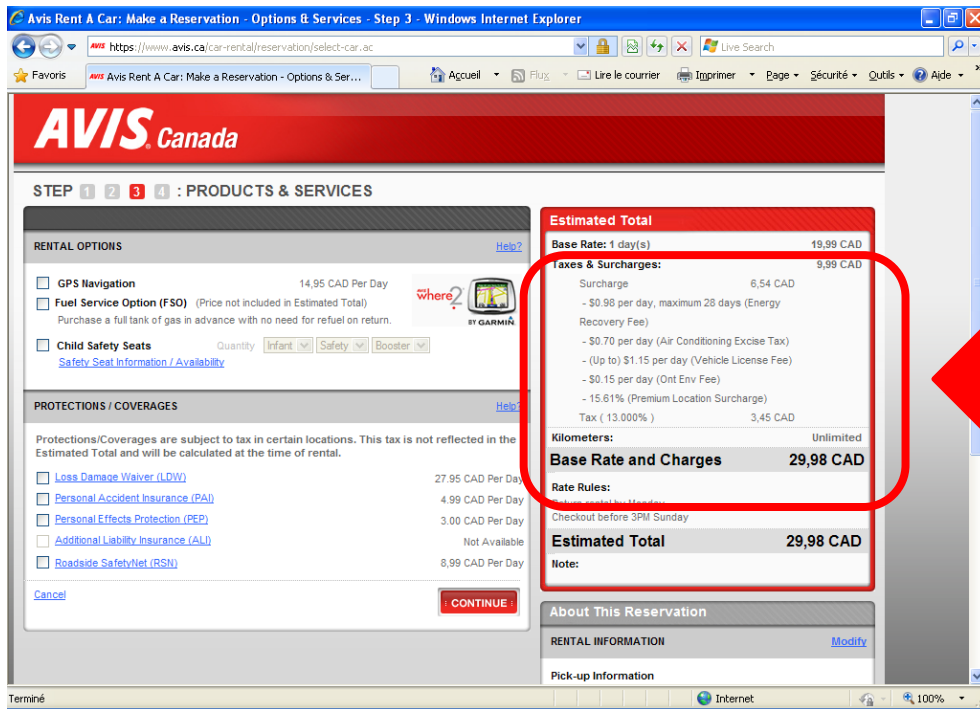 Avis Rent A Car: Make a Reservation - Options & Services - Step 3 - Windows Internet Explorer
AVIS https://www.avis.ca/car-rental/reservation/select-car.ac
Live Search
Favoris
AVIS Avis Rent A Car: Make a Reservation - Options & Ser...
Accueil
Flux
Lire le courrier
Imprimer
Page
Sécurité
Outils
Aide
»
AVIS. Canada
STEP 1 2 3 4 : PRODUCTS & SERVICES
RENTAL OPTIONS Help?
GPS Navigation 14,95 CAD Per Day
Fuel Service Option (FSO) (Price not included in Estimated Total)
Purchase a full tank of gas in advance with no need for refuel on return.
AVIS where2
BY GARMIN
Child Safety Seats Quantity Infant Safety Booster
Safety Seat Information / Availability
PROTECTIONS / COVERAGES Help?
Protections/Coverages are subject to tax in certain locations. This tax is not reflected in the
Estimated Total and will be calculated at the time of rental.
Loss Damage Waiver (LDW) 27.95 CAD Per Day
Personal Accident Insurance (PAI) 4.99 CAD Per Day
Personal Effects Protection (PEP) 3.00 CAD Per Day
Additional Liability Insurance (ALI) Not Available
Roadside SafetyNet (RSN) 8,99 CAD Per Day
Cancel
CONTINUE
Estimated Total
Base Rate: 1 day(s) 19,99 CAD
Taxes & Surcharges: 9,99 CAD
Surcharge 6,54 CAD
- $0.98 per day, maximum 28 days (Energy
Recovery Fee)
- $0.70 per day (Air Conditioning Excise Tax)
- (Up to) $1.15 per day (Vehicle License Fee)
- $0.15 per day (Ont Env Fee)
- 15.61% (Premium Location Surcharge)
Tax ( 13.000% ) 3,45 CAD
Kilometers: Unlimited
Base Rate and Charges 29,98 CAD
Rate Rules:
Return rental by Monday
Checkout before 3PM Sunday
Estimated Total 29,98 CAD
Note:
About This Reservation
RENTAL INFORMATION Modify
Pick-up Information
Terminé
Internet
100%